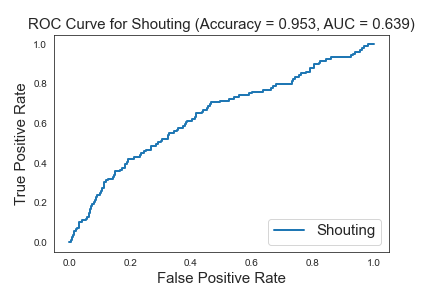 ROC Curve for Shouting (Accuracy = 0.953, AUC = 0.639)
1.0
0.8
0.6
0.4
0.2
0.0
True Positive Rate
Shouting
0.0 0.2 0.4 0.6 0.8 1.0
False Positive Rate